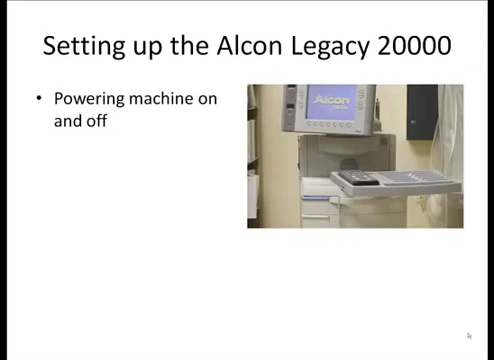 Setting up the Alcon Legacy 20000
• Powering machine on
and off
Alcon